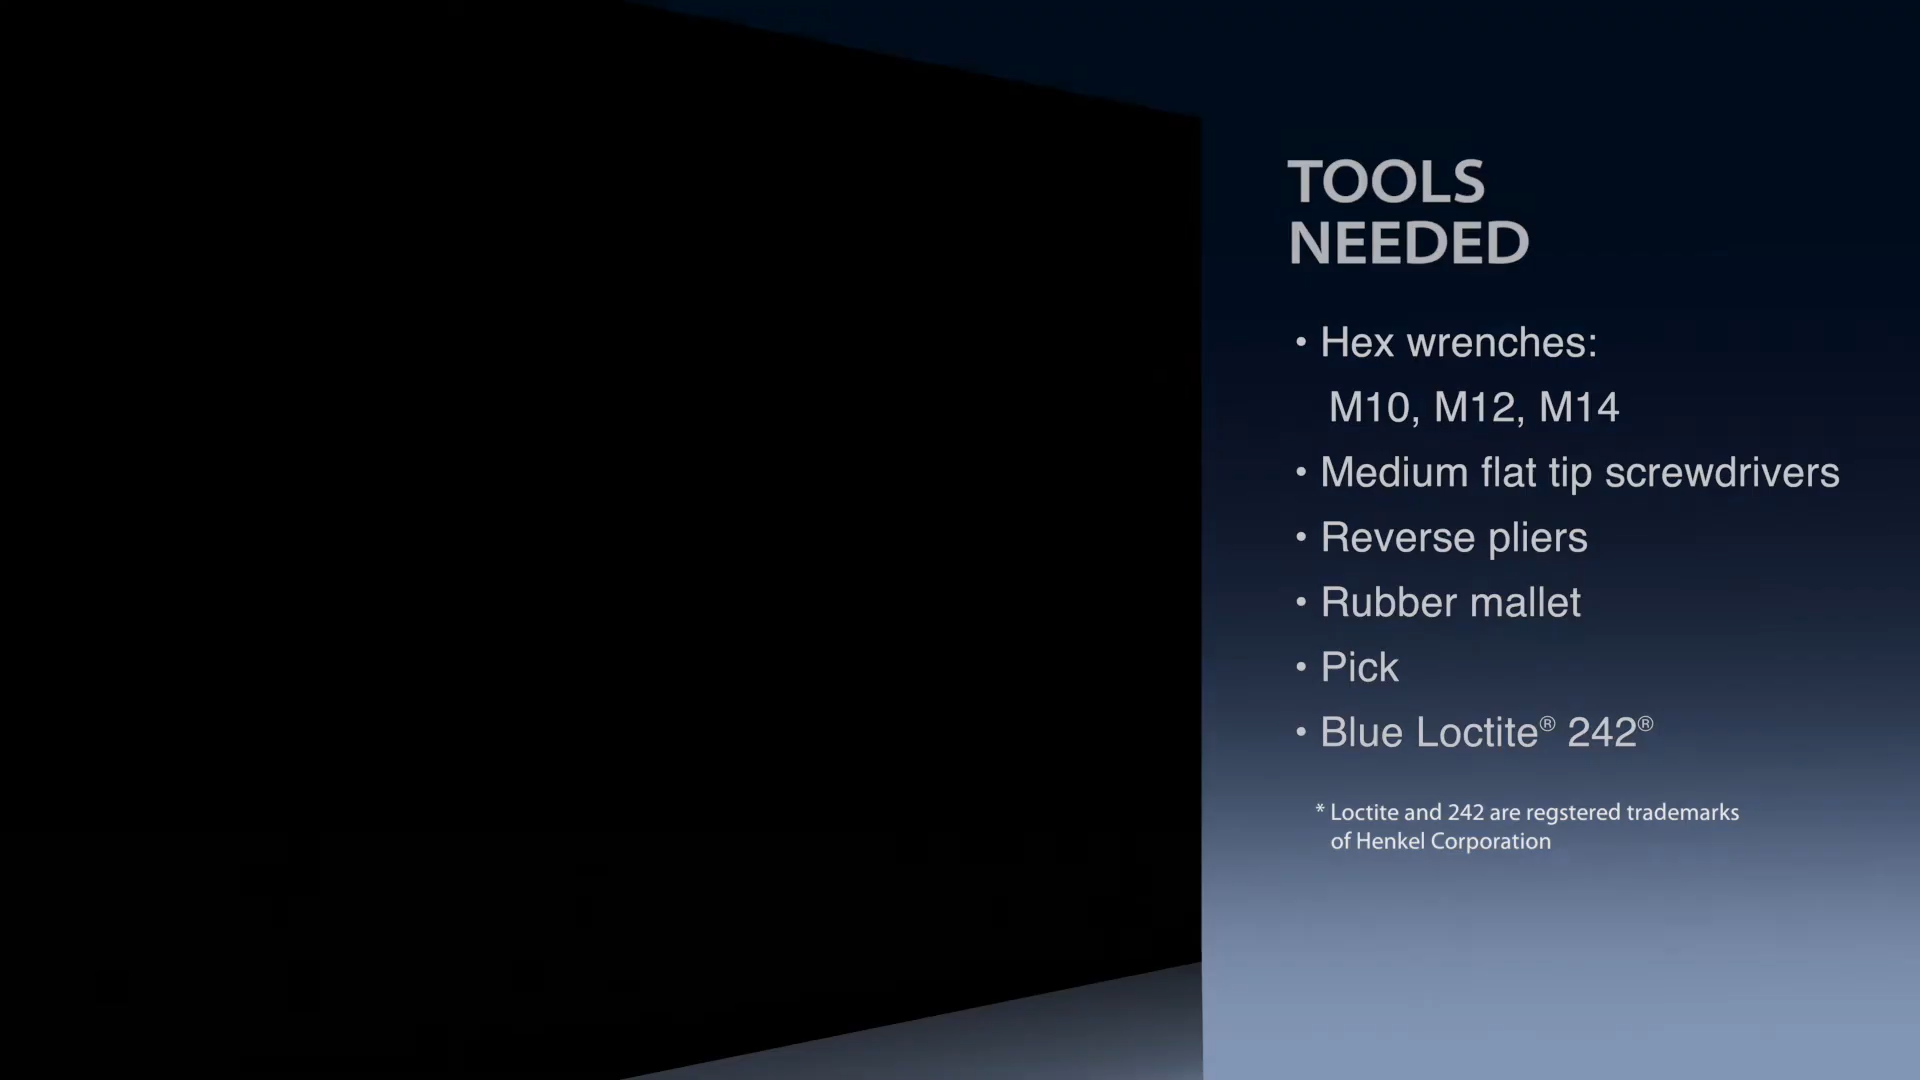 TOOLS
NEEDED
• Hex wrenches:
M10, M12, M14
• Medium flat tip screwdrivers
• Reverse pliers
• Rubber mallet
• Pick
• Blue Loctite® 242®
* Loctite and 242 are regstered trademarks
of Henkel Corporation